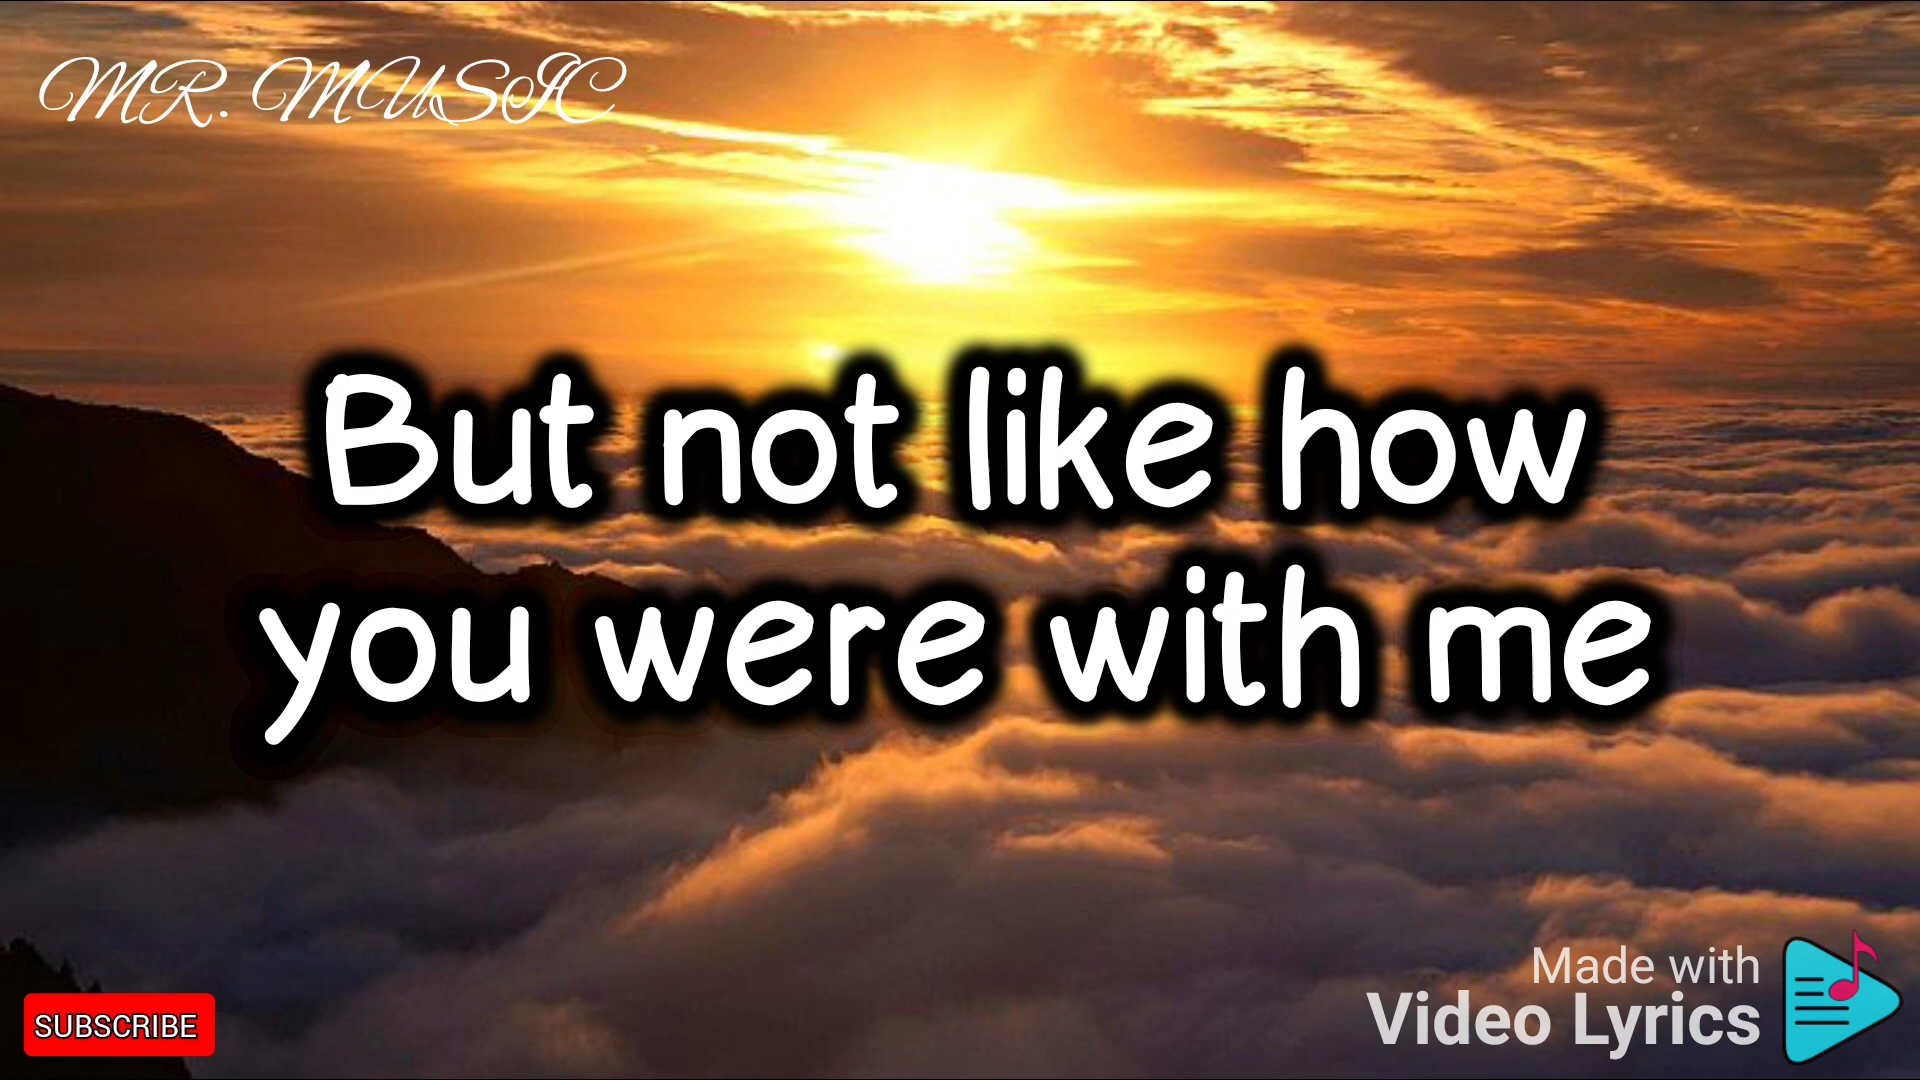 MR. MUSIC
But not like how
you were with me
SUBSCRIBE
Made with
Video Lyrics